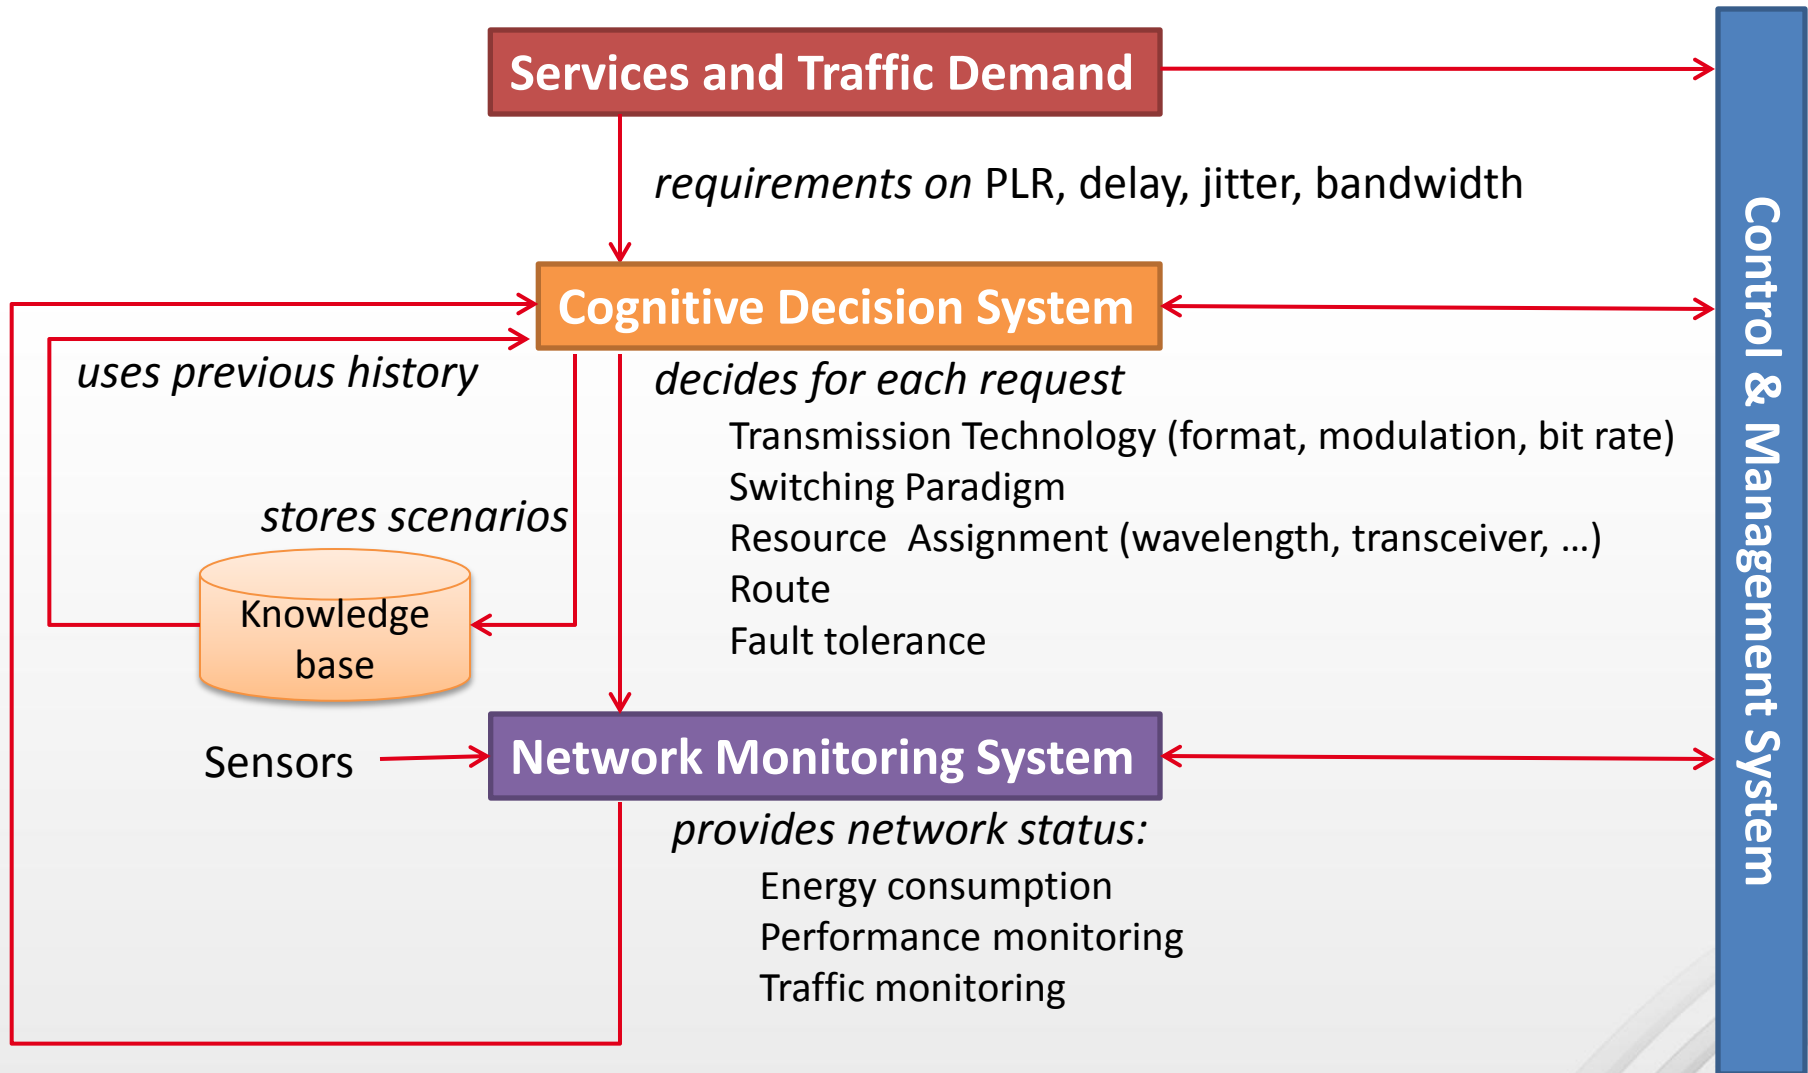 Services and Traffic Demand
requirements on PLR, delay, jitter, bandwidth
Cognitive Decision System
uses previous history
decides for each request
Transmission Technology (format, modulation, bit rate)
Switching Paradigm
stores scenarios
Resource  Assignment (wavelength, transceiver, …)
Route
Knowledge
base
Fault tolerance
Sensors
Network Monitoring System
provides network status:
Energy consumption
Performance monitoring
Traffic monitoring
Control & Management System